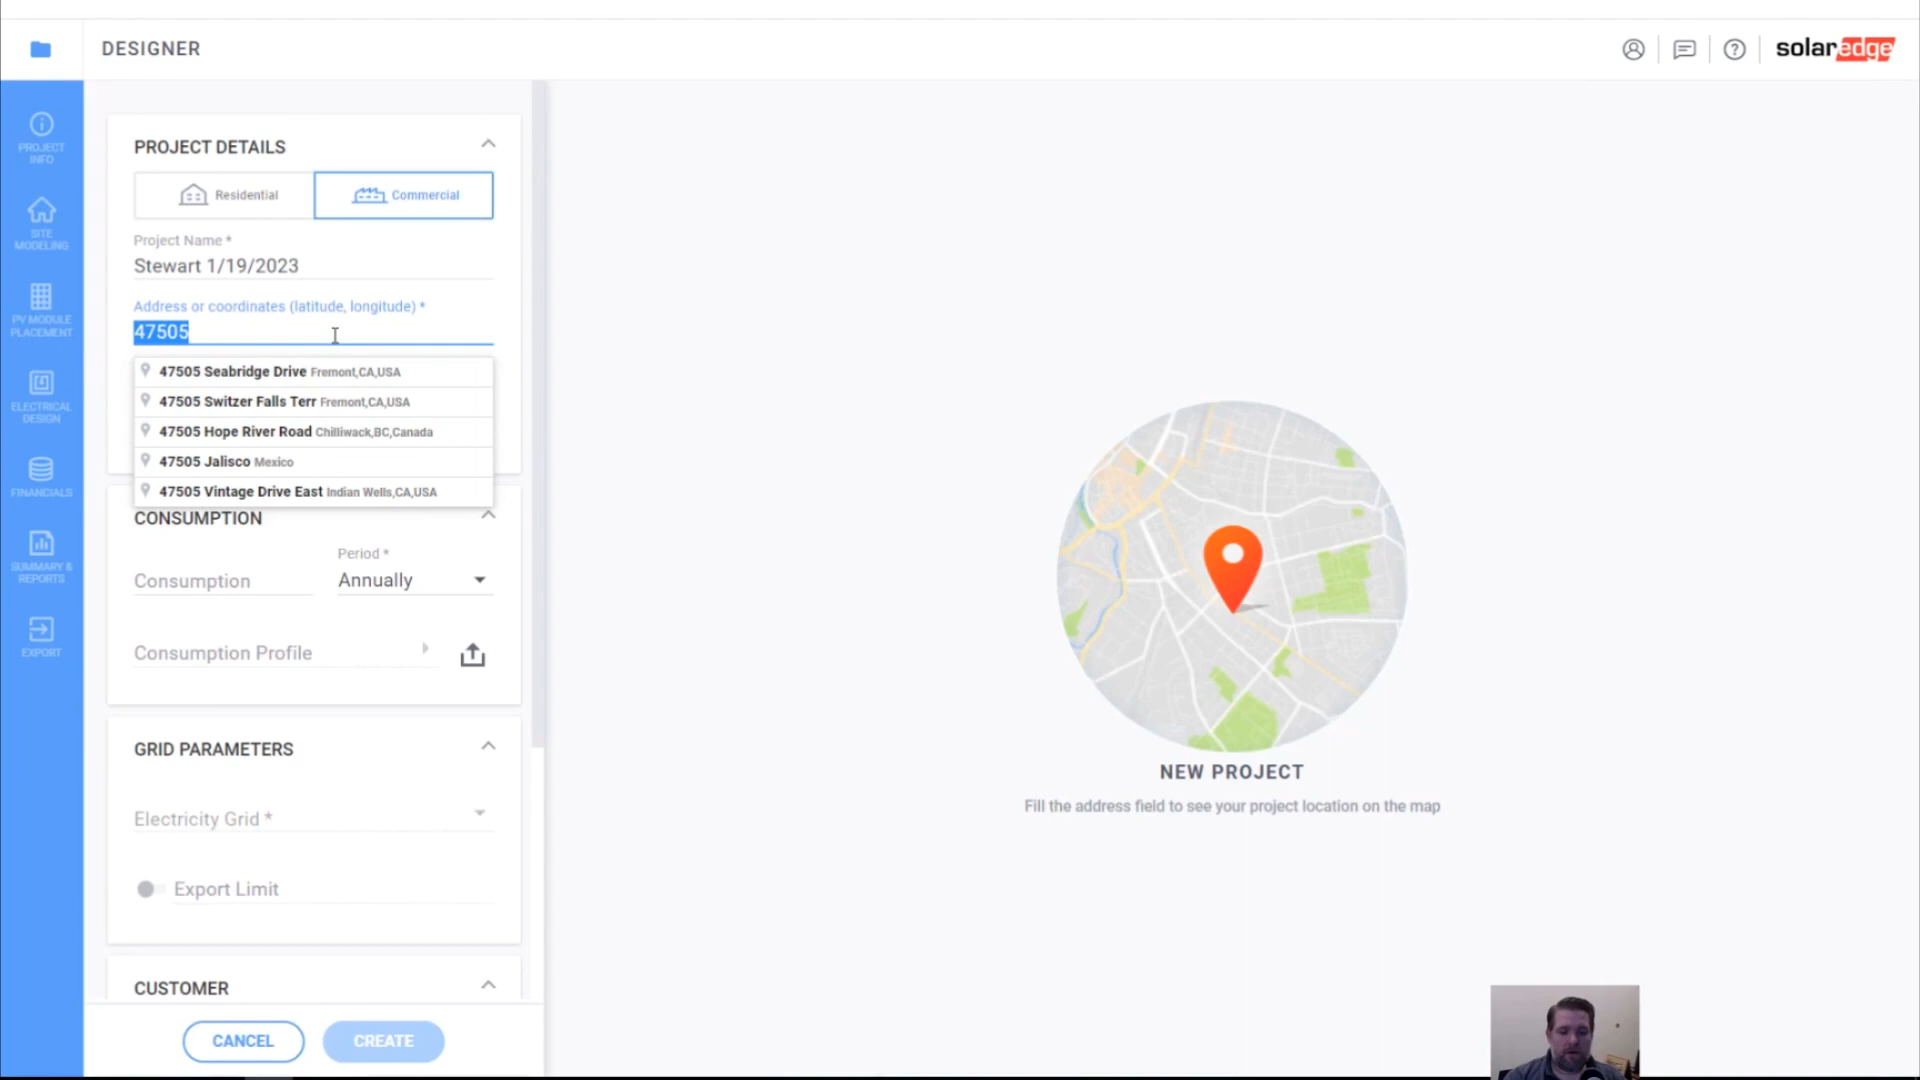 DESIGNER
solaredge
PROJECT INFO
SITE MODELING
PV MODULE PLACEMENT
ELECTRICAL DESIGN
FINANCIALS
SUMMARY & REPORTS
EXPORT
PROJECT DETAILS
Residential
Commercial
Project Name *
Stewart 1/19/2023
Address or coordinates (latitude, longitude) *
47505
47505 Seabridge Drive Fremont,CA,USA
47505 Switzer Falls Terr Fremont,CA,USA
47505 Hope River Road Chilliwack,BC,Canada
47505 Jalisco Mexico
47505 Vintage Drive East Indian Wells,CA,USA
CONSUMPTION
Period *
Consumption
Annually
Consumption Profile
GRID PARAMETERS
Electricity Grid *
Export Limit
CUSTOMER
CANCEL
CREATE
NEW PROJECT
Fill the address field to see your project location on the map